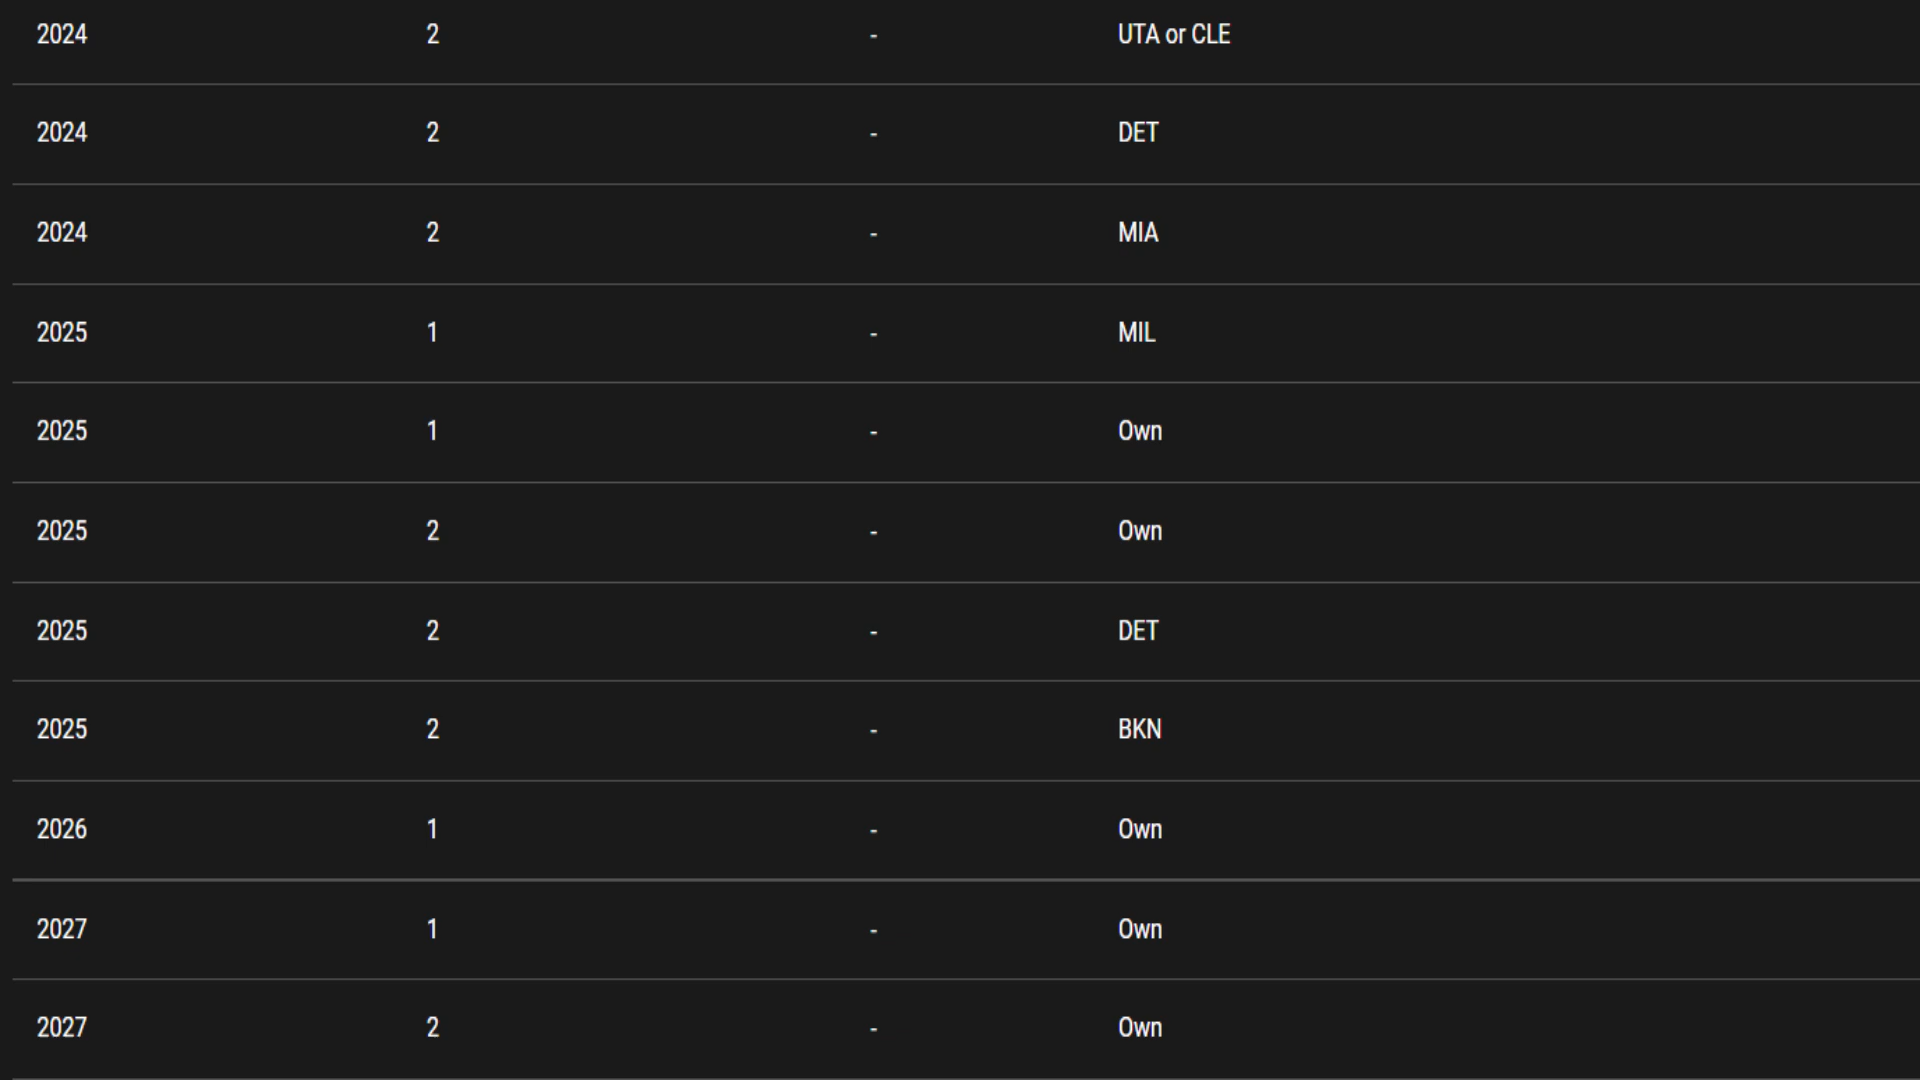 2024 2 - UTA or CLE
2024 2 - DET
2024 2 - MIA
2025 1 - MIL
2025 1 - Own
2025 2 - Own
2025 2 - DET
2025 2 - BKN
2026 1 - Own
2027 1 - Own
2027 2 - Own